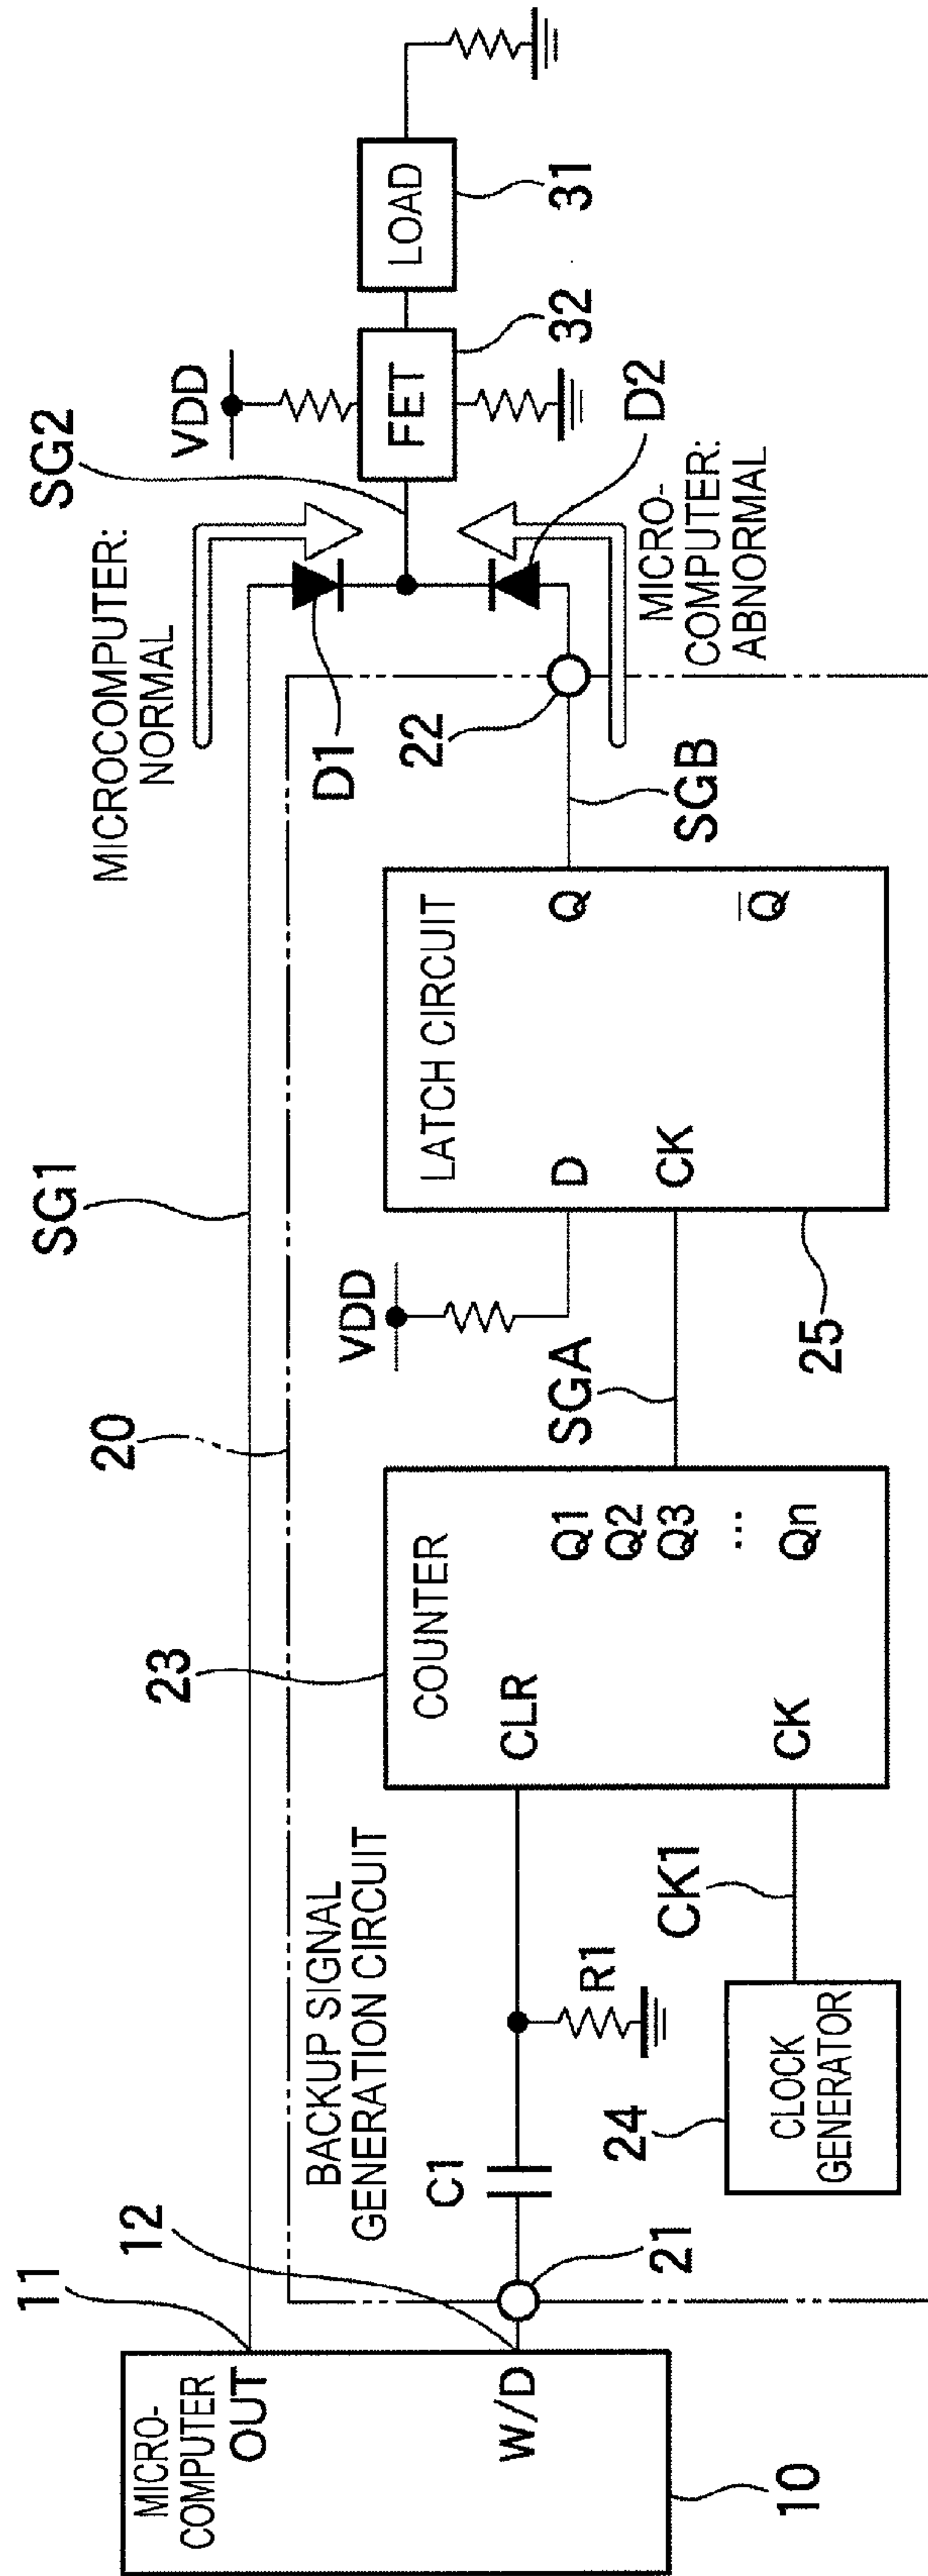 MICRO-
COMPUTER
OUT
11
W/D
12
10
21
20
BACKUP SIGNAL
GENERATION CIRCUIT
C1
R1
24
CLOCK
GENERATOR
CK1
23
COUNTER
CLR
CK
Q1
Q2
Q3
...
Qn
SGA
SG1
VDD
LATCH CIRCUIT
D
CK
Q
Q̅
25
SGB
22
MICROCOMPUTER:
NORMAL
D1
SG2
VDD
D2
MICRO-
COMPUTER:
ABNORMAL
FET
32
LOAD
31